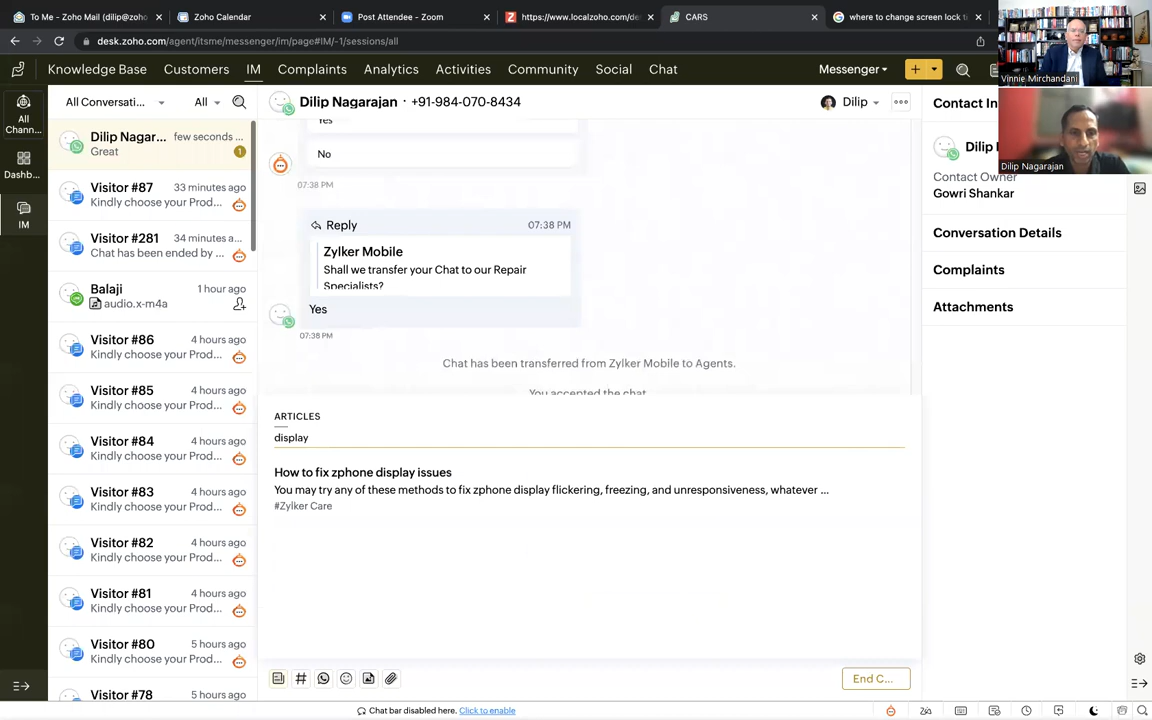 To Me - Zoho Mail (dilip@zoho
Zoho Calendar
Post Attendee - Zoom
https://www.localzoho.com/de
CARS
where to change screen lock ti
desk.zoho.com/agent/itsme/messenger/im/page#IM/-1/sessions/all
Knowledge Base
Customers
IM
Complaints
Analytics
Activities
Community
Social
Chat
Messenger
Vinnie Mirchandani
Dilip Nagarajan
All
Chann...
Dashb...
IM
All Conversati...
All
Dilip Nagar...
few seconds ...
Great
1
Visitor #87
33 minutes ago
Kindly choose your Prod...
Visitor #281
34 minutes a...
Chat has been ended by ...
Balaji
1 hour ago
audio.x-m4a
Visitor #86
4 hours ago
Kindly choose your Prod...
Visitor #85
4 hours ago
Kindly choose your Prod...
Visitor #84
4 hours ago
Kindly choose your Prod...
Visitor #83
4 hours ago
Kindly choose your Prod...
Visitor #82
4 hours ago
Kindly choose your Prod...
Visitor #81
4 hours ago
Kindly choose your Prod...
Visitor #80
5 hours ago
Kindly choose your Prod...
Visitor #78
5 hours ago
Dilip Nagarajan · +91-984-070-8434
Dilip
Yes
No
07:38 PM
Reply
07:38 PM
Zylker Mobile
Shall we transfer your Chat to our Repair
Specialists?
Yes
07:38 PM
Chat has been transferred from Zylker Mobile to Agents.
You accepted the chat
ARTICLES
display
How to fix zphone display issues
You may try any of these methods to fix zphone display flickering, freezing, and unresponsiveness, whatever ...
#Zylker Care
End C...
Contact In
Dilip
Contact Owner
Gowri Shankar
Conversation Details
Complaints
Attachments
Chat bar disabled here. Click to enable